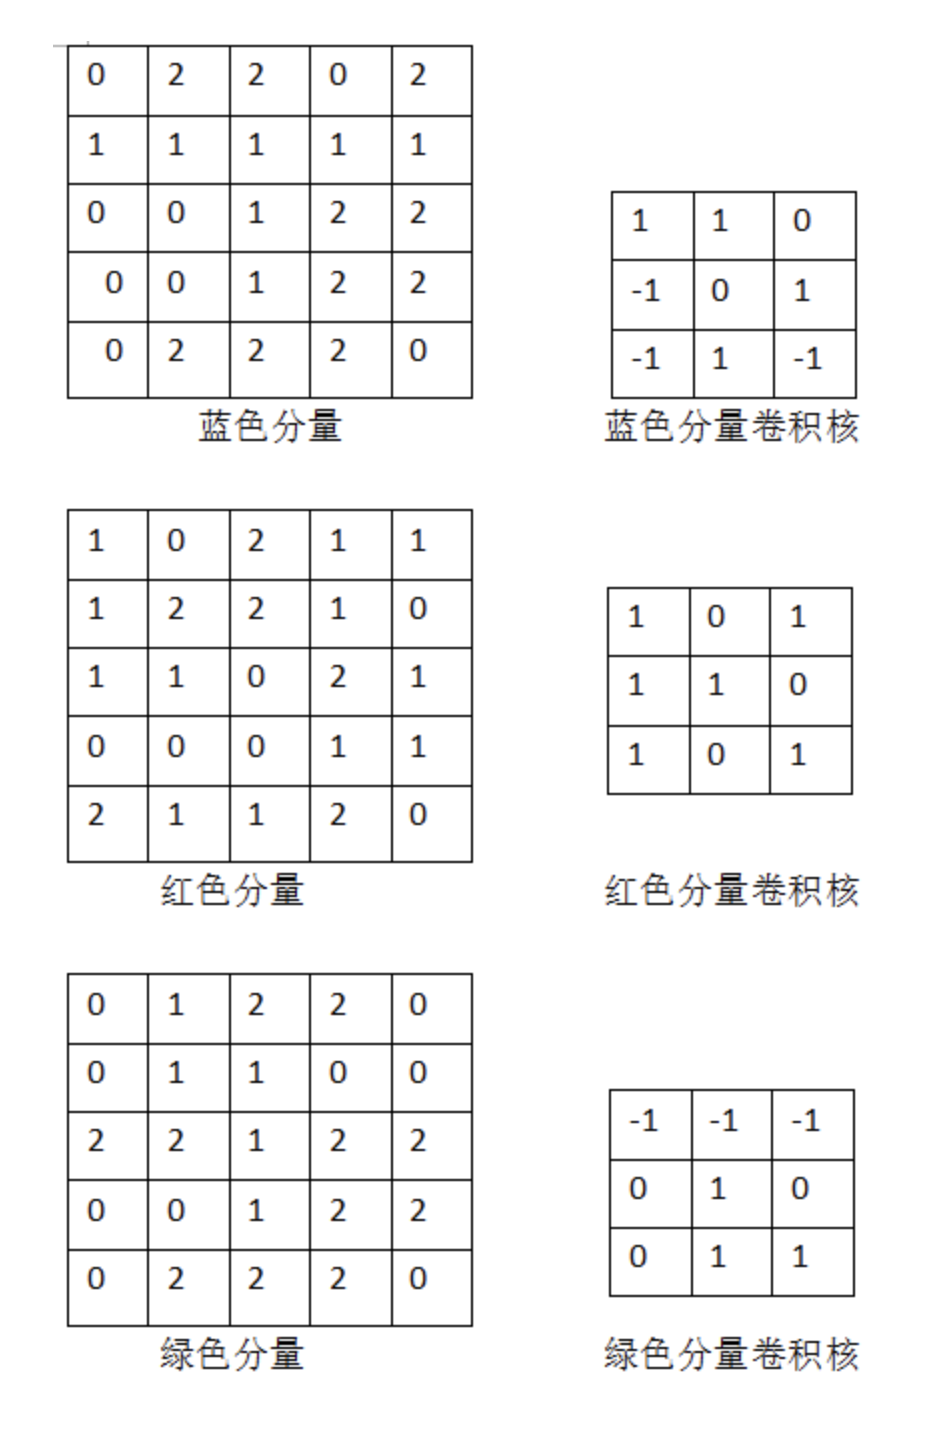 0 2 2 0 2
1 1 1 1 1
0 0 1 2 2
0 0 1 2 2
0 2 2 2 0
蓝色分量
1 1 0
-1 0 1
-1 1 -1
蓝色分量卷积核
1 0 2 1 1
1 2 2 1 0
1 1 0 2 1
0 0 0 1 1
2 1 1 2 0
红色分量
1 0 1
1 1 0
1 0 1
红色分量卷积核
0 1 2 2 0
0 1 1 0 0
2 2 1 2 2
0 0 1 2 2
0 2 2 2 0
绿色分量
-1 -1 -1
0 1 0
0 1 1
绿色分量卷积核